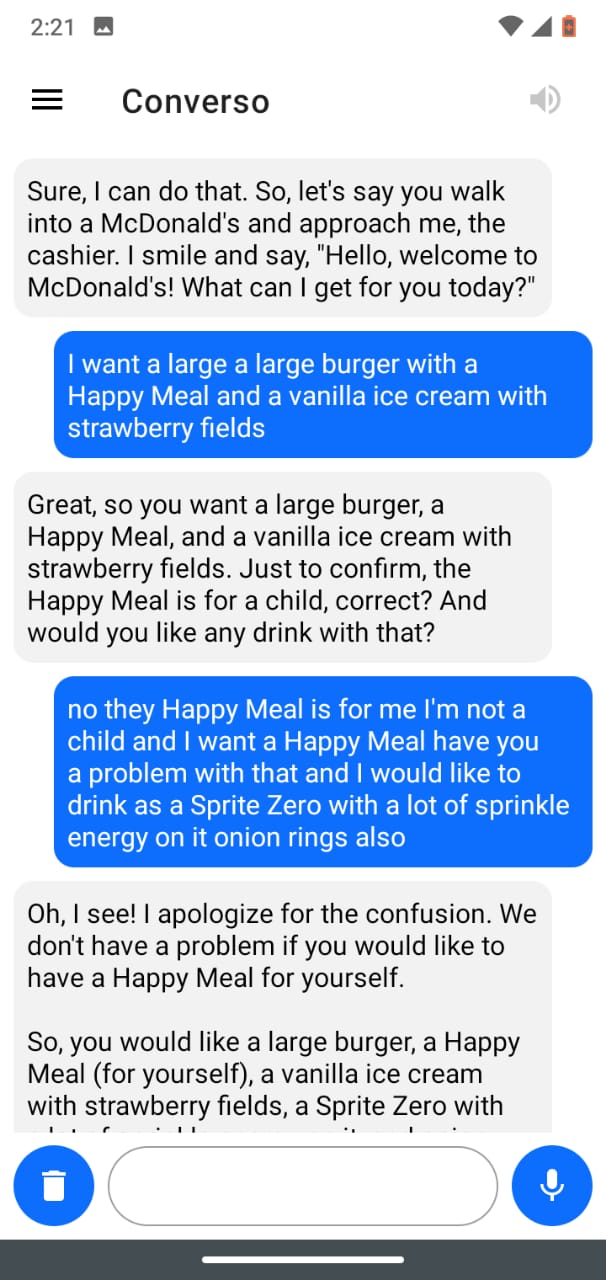 2:21
Converso
Sure, I can do that. So, let's say you walk
into a McDonald's and approach me, the
cashier. I smile and say, "Hello, welcome to
McDonald's! What can I get for you today?"
I want a large a large burger with a
Happy Meal and a vanilla ice cream with
strawberry fields
Great, so you want a large burger, a
Happy Meal, and a vanilla ice cream with
strawberry fields. Just to confirm, the
Happy Meal is for a child, correct? And
would you like any drink with that?
no they Happy Meal is for me I'm not a
child and I want a Happy Meal have you
a problem with that and I would like to
drink as a Sprite Zero with a lot of sprinkle
energy on it onion rings also
Oh, I see! I apologize for the confusion. We
don't have a problem if you would like to
have a Happy Meal for yourself.
So, you would like a large burger, a Happy
Meal (for yourself), a vanilla ice cream
with strawberry fields, a Sprite Zero with